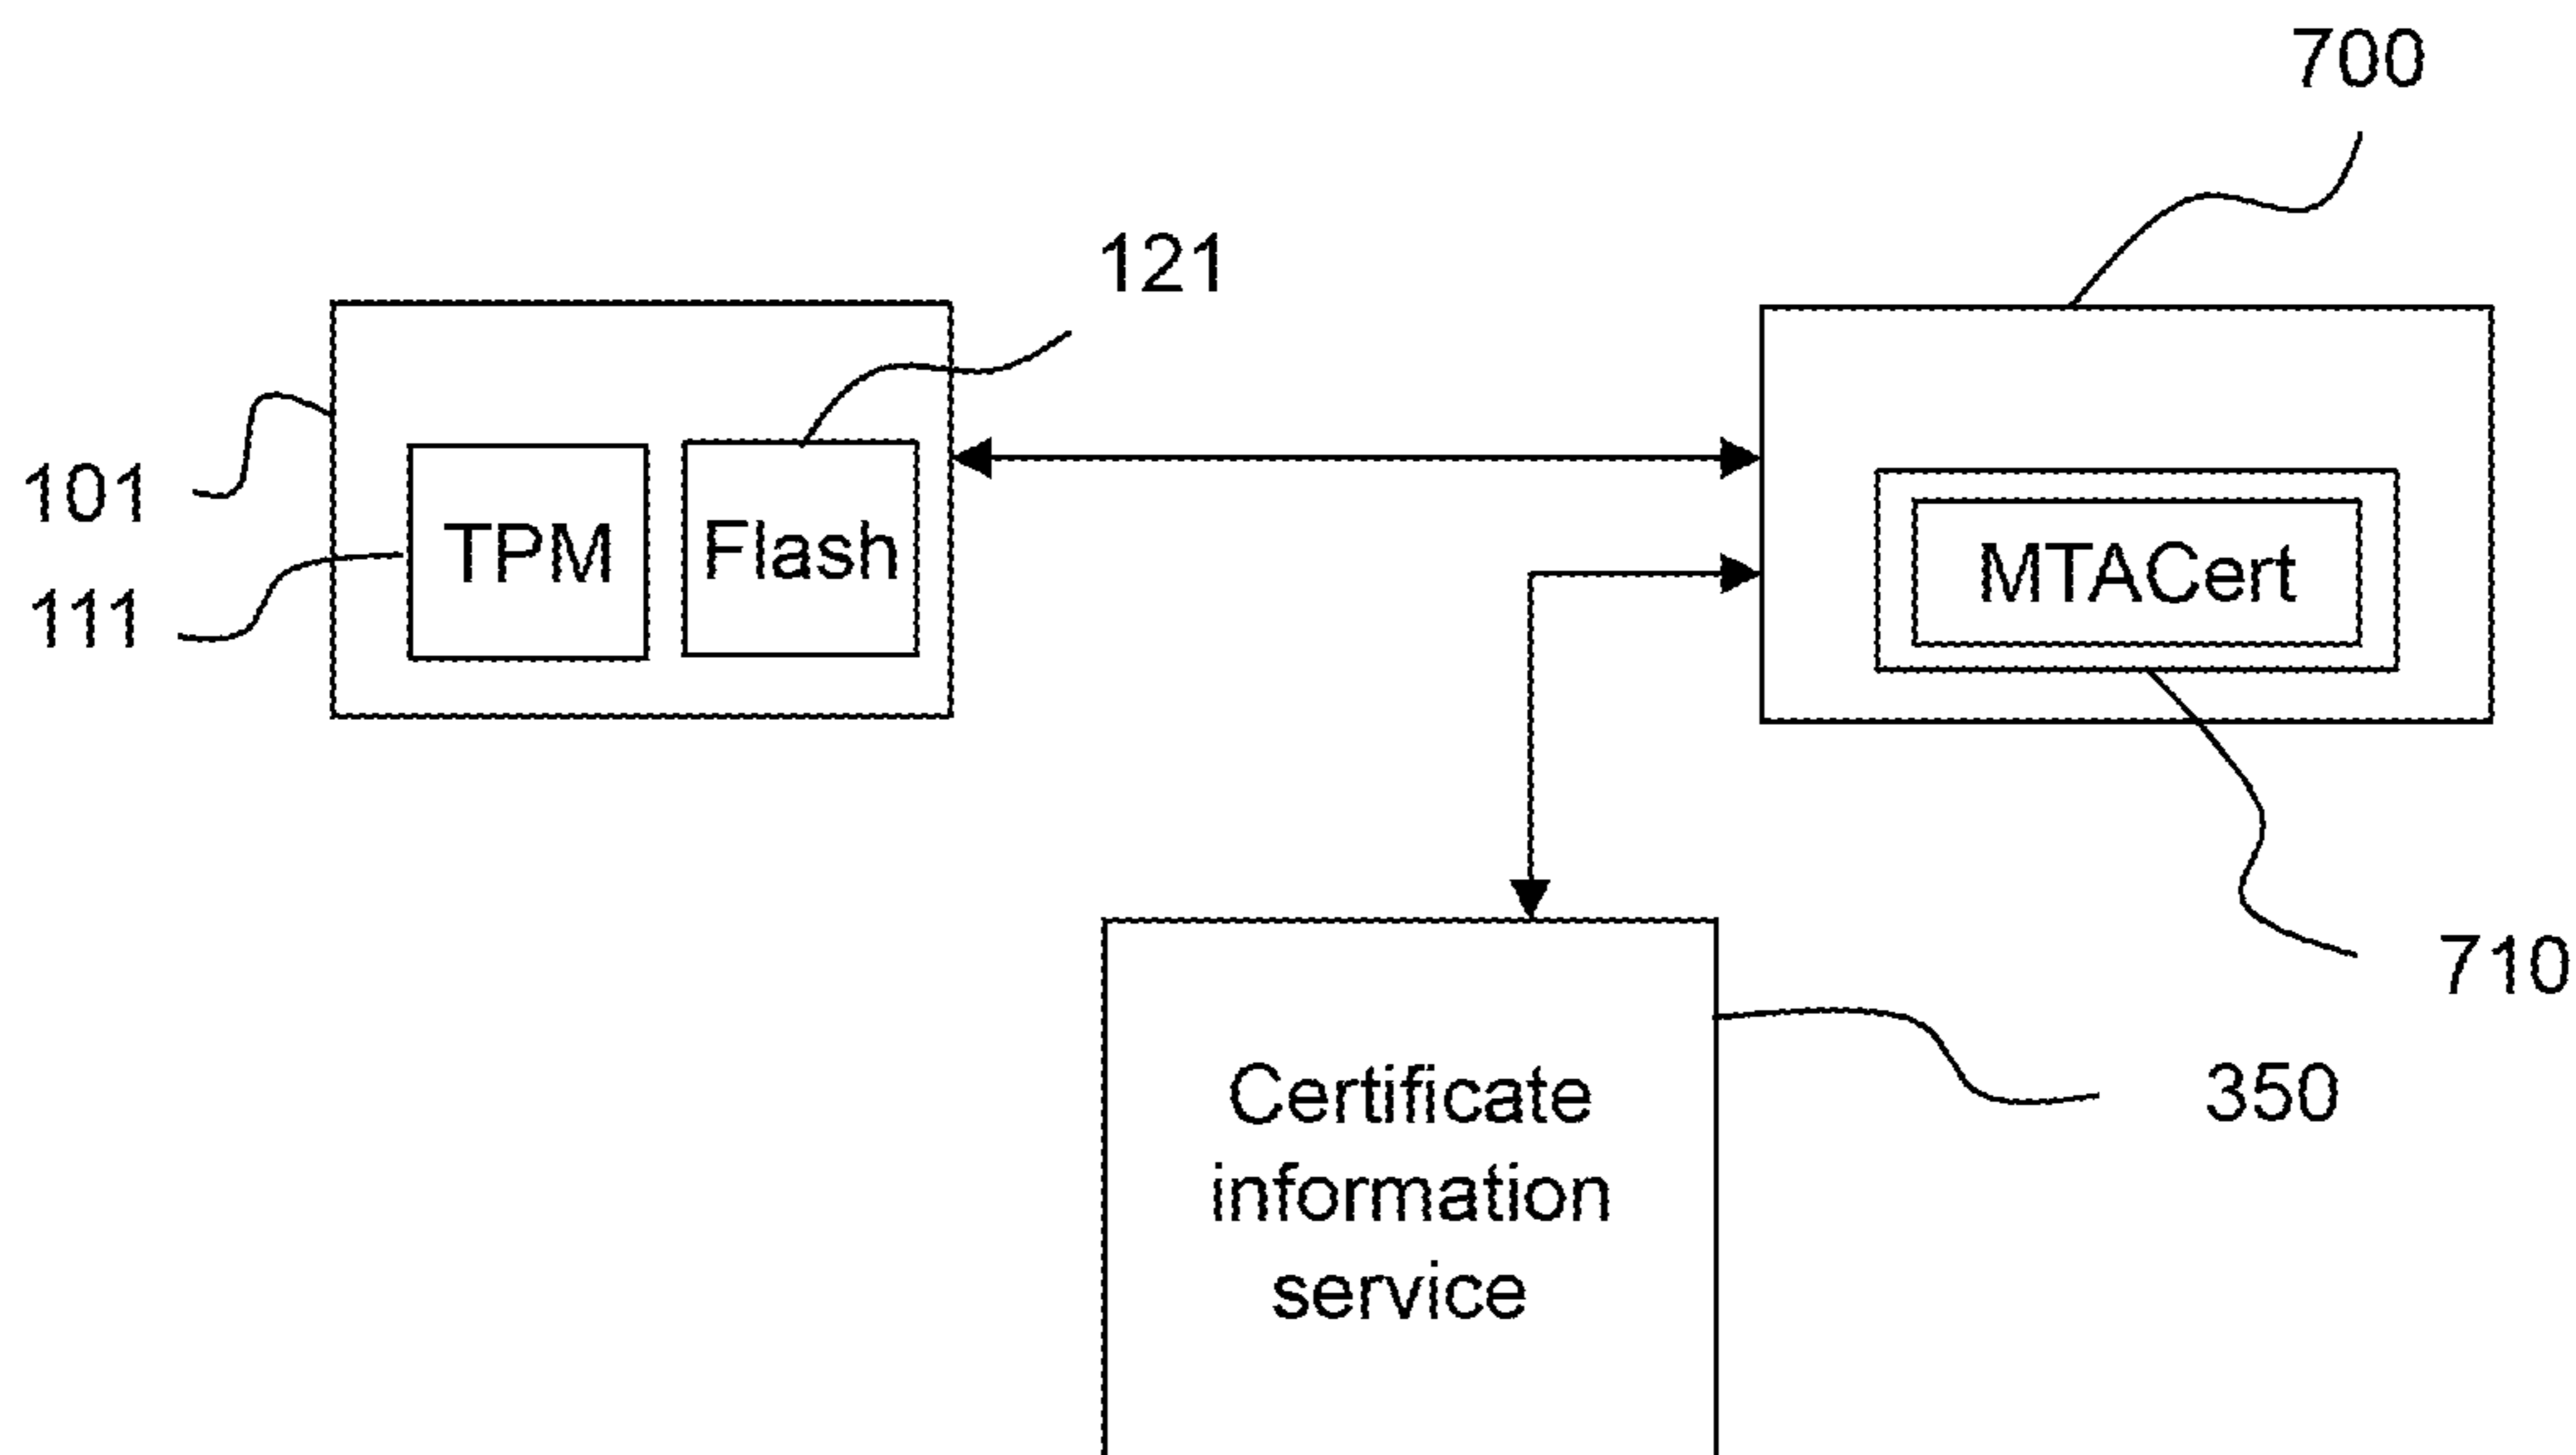 700
121
101
111
TPM
Flash
MTACert
710
350
Certificate
information
service